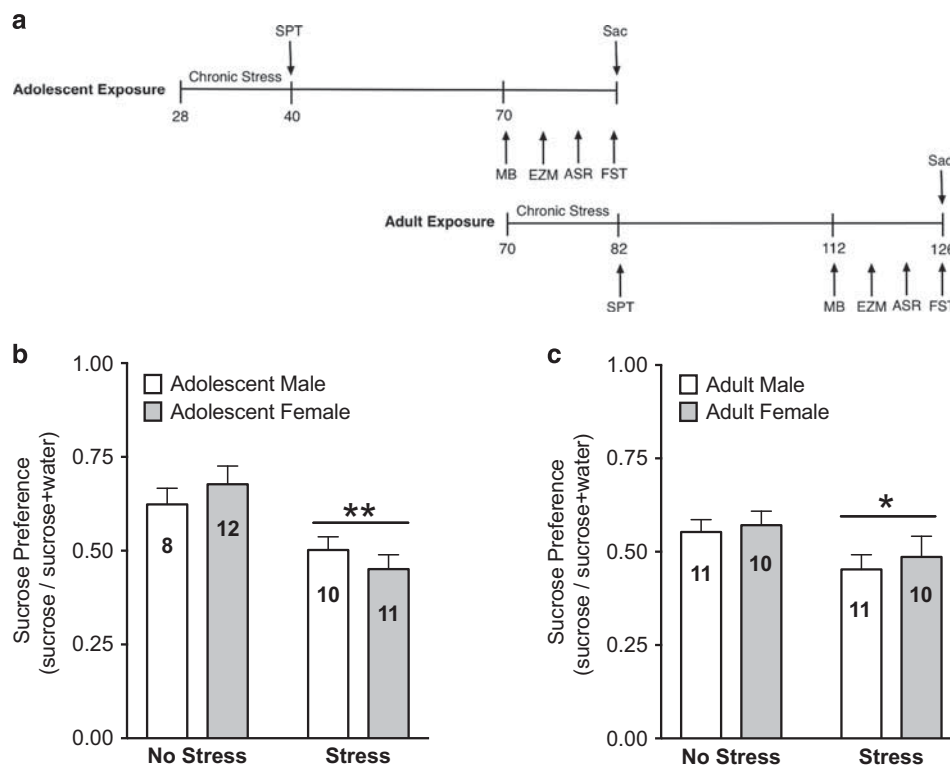 a
SPT
Sac
Chronic Stress
Adolescent Exposure
28
40
70
MB EZM ASR FST
Sac
Chronic Stress
Adult Exposure
70
82
112
126
SPT
MB EZM ASR FST
b
1.00
Adolescent Male
Adolescent Female
0.75
0.50
0.25
0.00
Sucrose Preference
(sucrose / sucrose+water)
8
12
**
10
11
No Stress
Stress
c
1.00
Adult Male
Adult Female
0.75
0.50
0.25
0.00
Sucrose Preference
(sucrose / sucrose+water)
11
10
*
11
10
No Stress
Stress